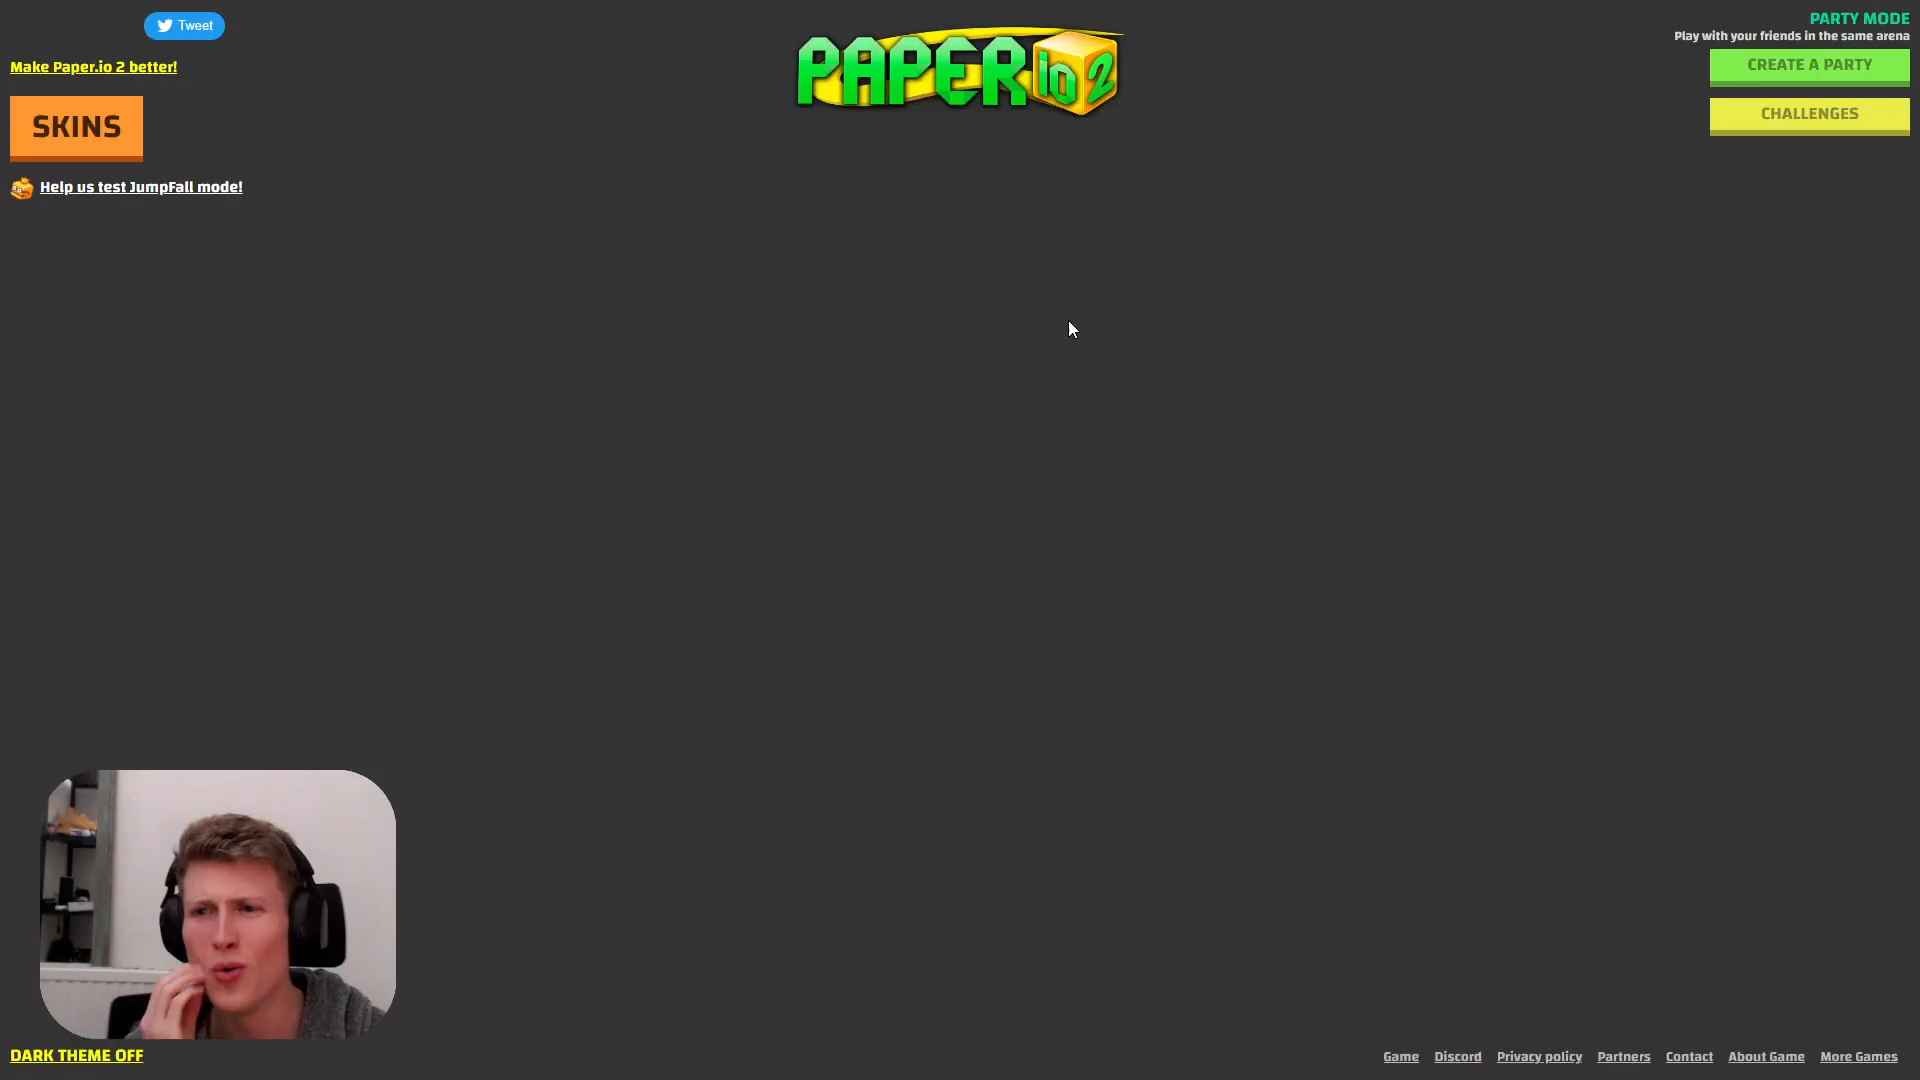 Tweet
Make Paper.io 2 better!
SKINS
Help us test JumpFall mode!
PAPER io 2
PARTY MODE
Play with your friends in the same arena
CREATE A PARTY
CHALLENGES
DARK THEME OFF
Game Discord Privacy policy Partners Contact About Game More Games